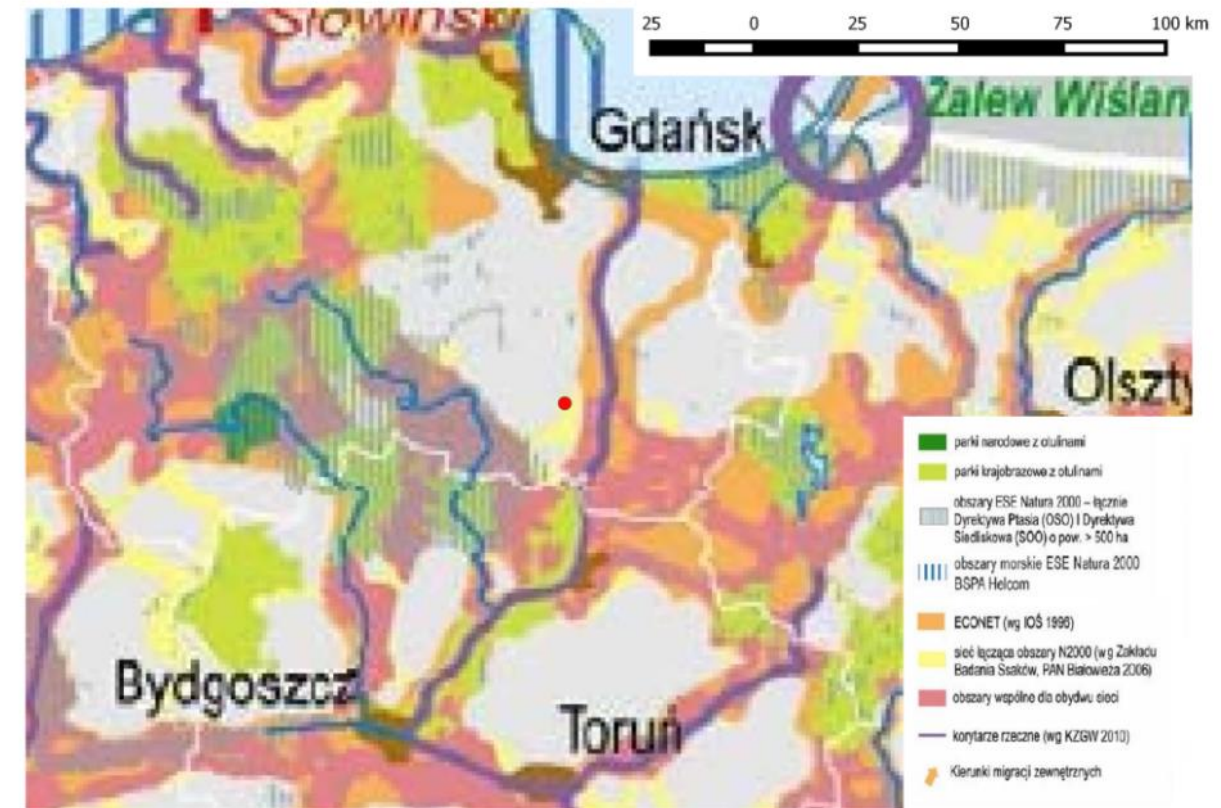 25 0 25 50 75 100 km
Słowiński
Gdańsk
Zalew Wiślan
Olszty
Bydgoszcz
Toruń
parki narodowe z otulinami
parki krajobrazowe z otulinami
obszary ESE Natura 2000 – łącznie
Dyrektywa Ptasia (OSO) I Dyrektywa
Siedliskowa (SOO) o pow. > 500 ha
obszary morskie ESE Natura 2000
BSPA Helcom
ECONET (wg IOŚ 1996)
sieć łącząca obszary N2000 (wg Zakładu
Badania Ssaków, PAN Białowieża 2006)
obszary wspólne dla obydwu sieci
korytarze rzeczne (wg KZGW 2010)
Kierunki migracji zewnętrznych